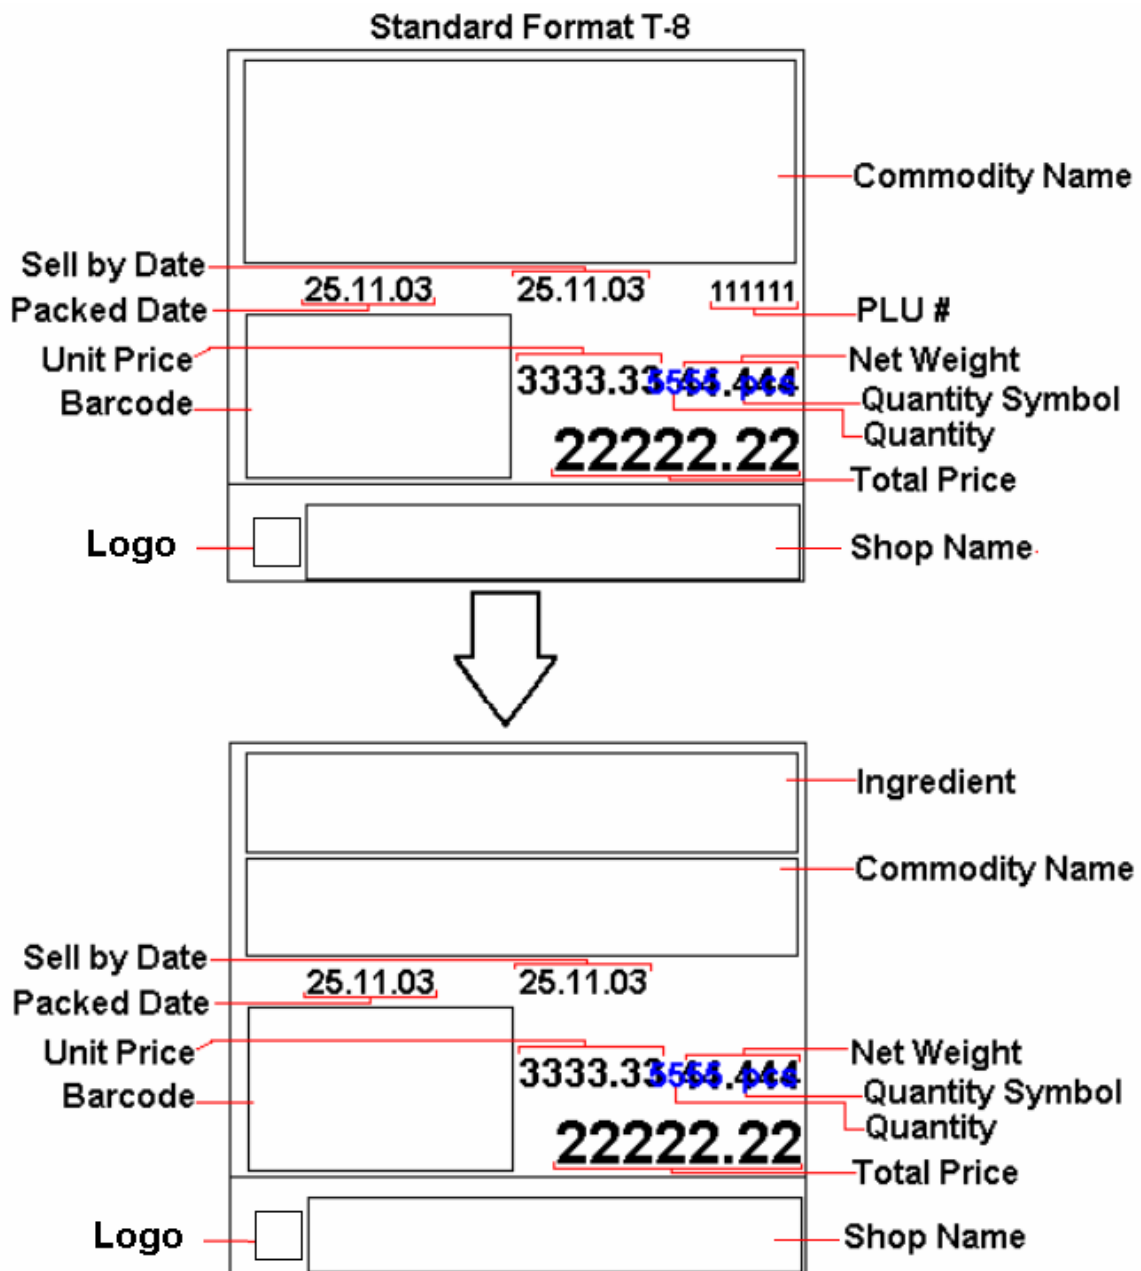 Standard Format T-8
Commodity Name
Sell by Date
25.11.03 25.11.03 111111
Packed Date PLU #
Unit Price Net Weight
3333.33
Barcode Quantity Symbol
Quantity
22222.22
Total Price
Logo Shop Name
Ingredient
Commodity Name
Sell by Date
25.11.03 25.11.03
Packed Date
Unit Price Net Weight
3333.33
Barcode Quantity Symbol
Quantity
22222.22
Total Price
Logo Shop Name